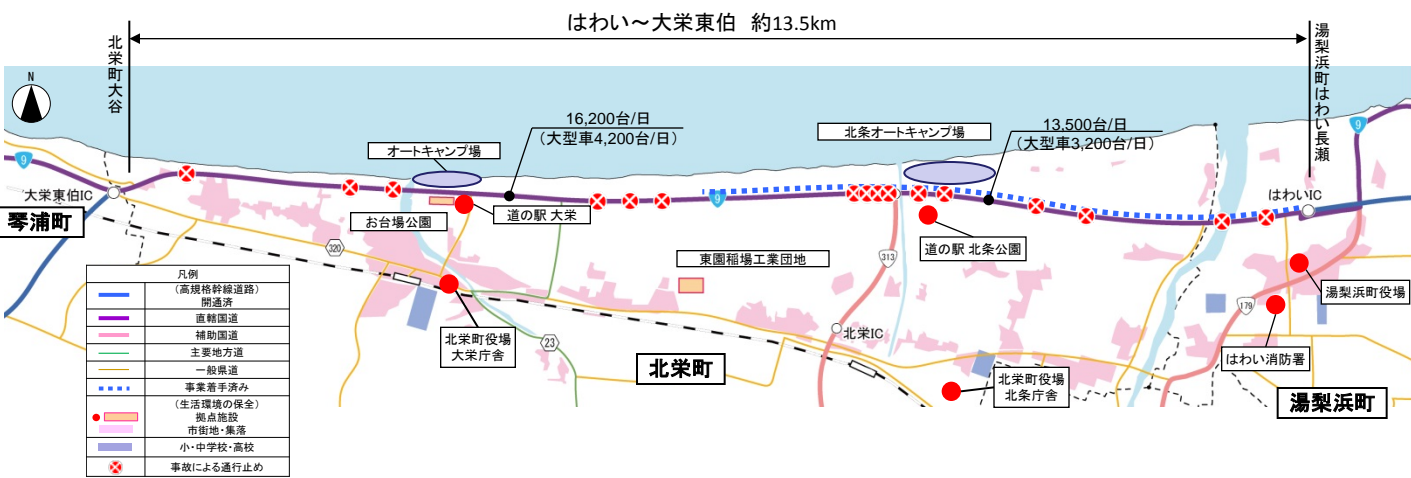 はわい～大栄東伯 約13.5km
北栄町大谷
湯梨浜町はわい長瀬
N
16,200台/日
(大型車4,200台/日)
北条オートキャンプ場
13,500台/日
(大型車3,200台/日)
オートキャンプ場
9
9
9
大栄東伯IC
はわいIC
琴浦町
お台場公園
道の駅 大栄
道の駅 北条公園
320
313
東園稲場工業団地
湯梨浜町役場
179
凡例
(高規格幹線道路)
開通済
直轄国道
補助国道
主要地方道
一般県道
事業着手済み
(生活環境の保全)
拠点施設
市街地・集落
小・中学校・高校
事故による通行止め
北栄町役場
大栄庁舎
23
北栄IC
北栄町
はわい消防署
北栄町役場
北条庁舎
湯梨浜町